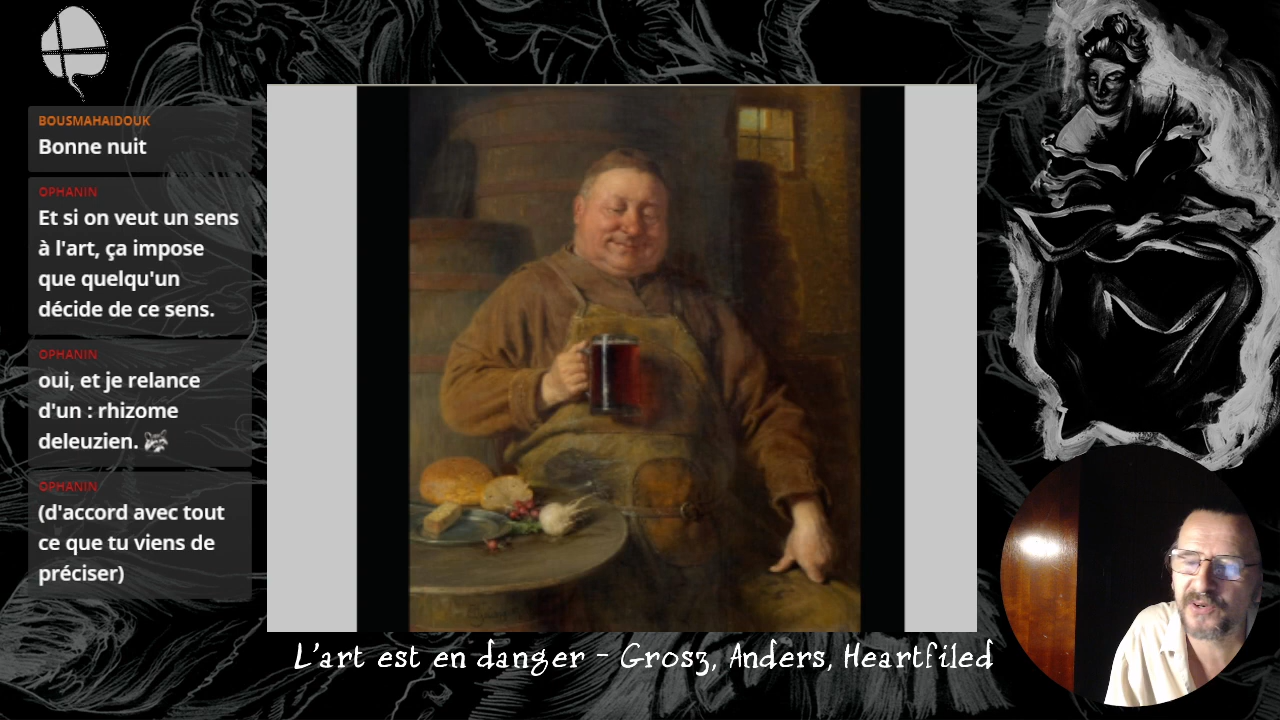 BOUSMAHAIDOUK
Bonne nuit
OPHANIN
Et si on veut un sens
à l'art, ça impose
que quelqu'un
décide de ce sens.
OPHANIN
oui, et je relance
d'un : rhizome
deleuzien. 🦝
OPHANIN
(d'accord avec tout
ce que tu viens de
préciser)
L'art est en danger - Grosz, Anders, Heartfiled